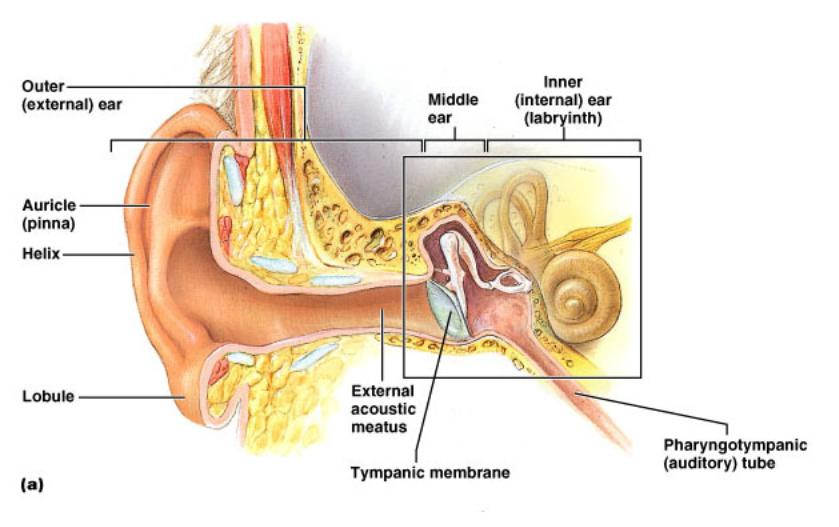 Outer
(external) ear
Middle
ear
Inner
(internal) ear
(labryinth)
Auricle
(pinna)
Helix
Lobule
External
acoustic
meatus
Tympanic membrane
Pharyngotympanic
(auditory) tube
(a)